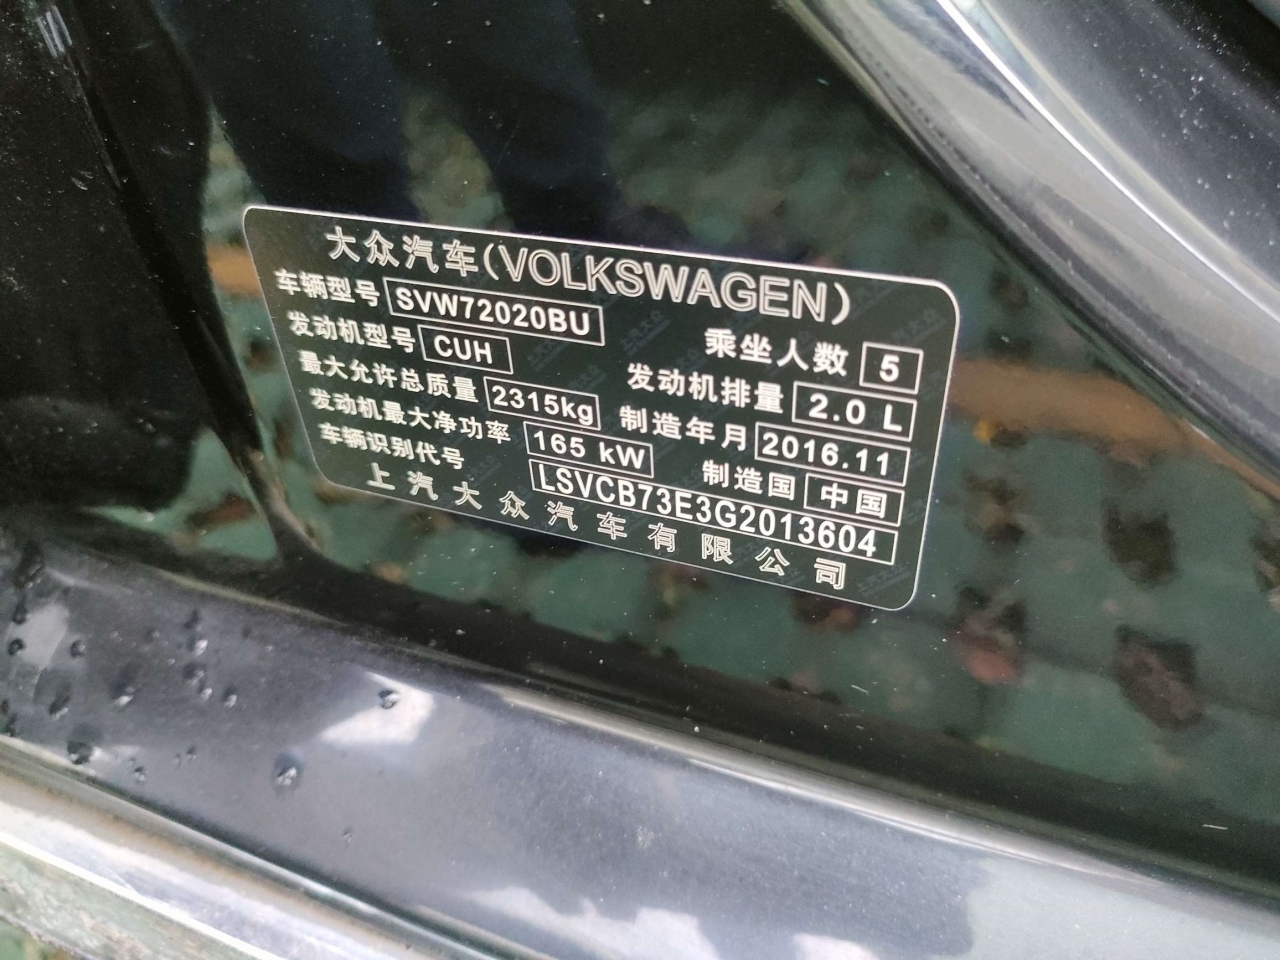 大众汽车(VOLKSWAGEN)
车辆型号 SVW72020BU 乘坐人数 5
发动机型号 CUH 发动机排量 2.0 L
最大允许总质量 2315kg 制造年月 2016.11
发动机最大净功率 165 kW 制造国 中国
车辆识别代号 LSVCB73E3G2013604
上汽大众汽车有限公司